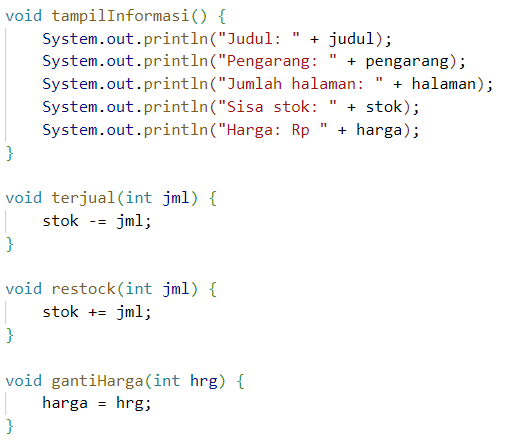 void tampilInformasi() {
    System.out.println("Judul: " + judul);
    System.out.println("Pengarang: " + pengarang);
    System.out.println("Jumlah halaman: " + halaman);
    System.out.println("Sisa stok: " + stok);
    System.out.println("Harga: Rp " + harga);
}

void terjual(int jml) {
    stok -= jml;
}

void restock(int jml) {
    stok += jml;
}

void gantiHarga(int hrg) {
    harga = hrg;
}